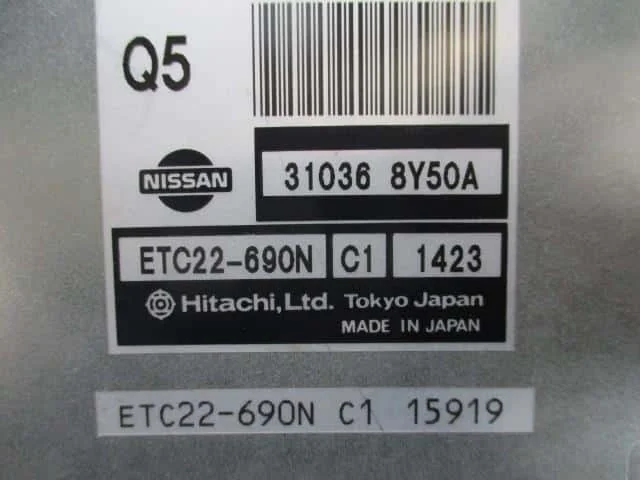 Q5
NISSAN 31036 8Y50A
ETC22-690N C1 1423
Hitachi,Ltd. Tokyo Japan
MADE IN JAPAN
ETC22-690N C1 15919